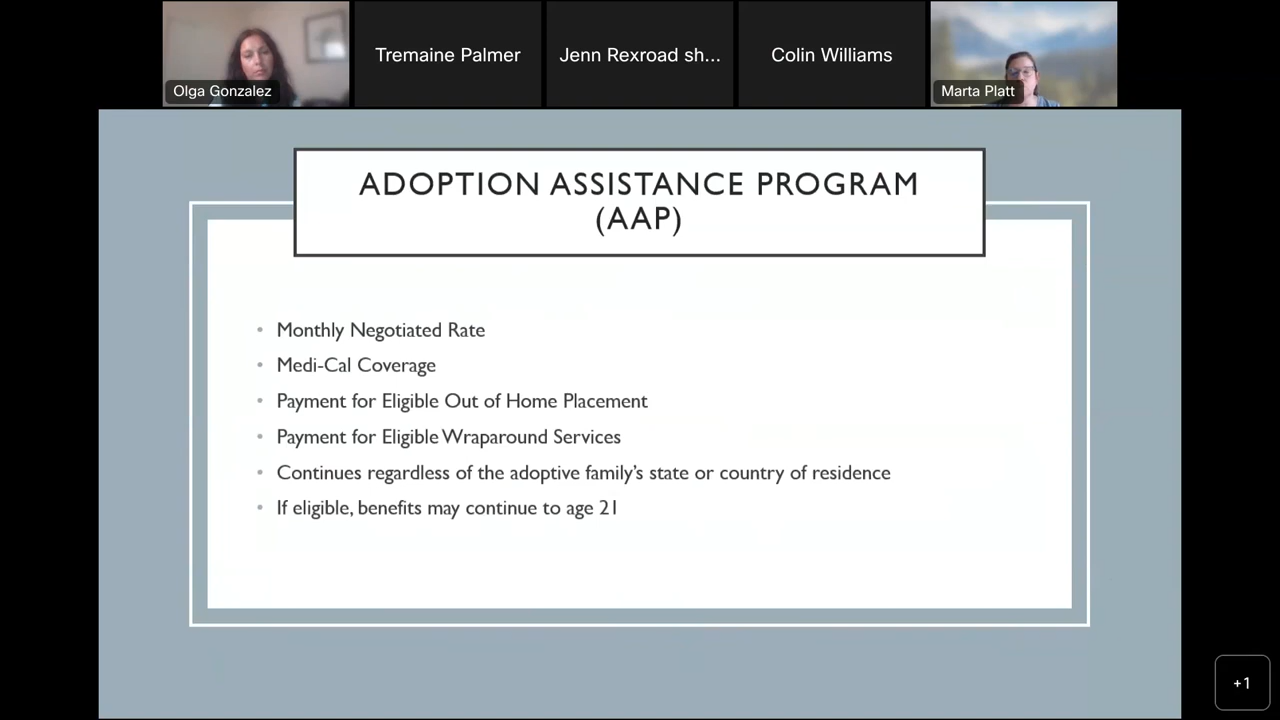 Olga Gonzalez
Tremaine Palmer
Jenn Rexroad sh...
Colin Williams
Marta Platt
ADOPTION ASSISTANCE PROGRAM
(AAP)
• Monthly Negotiated Rate
• Medi-Cal Coverage
• Payment for Eligible Out of Home Placement
• Payment for Eligible Wraparound Services
• Continues regardless of the adoptive family’s state or country of residence
• If eligible, benefits may continue to age 21
+1